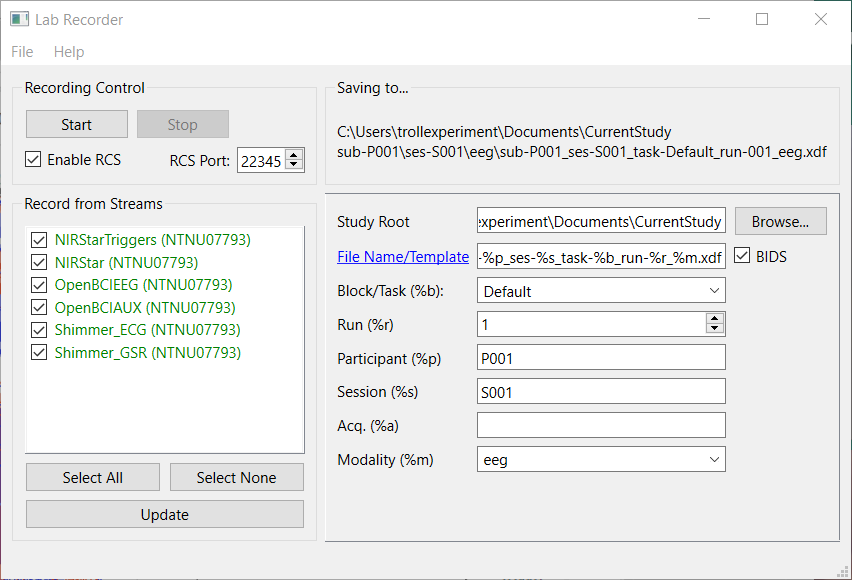 Lab Recorder
File Help
Recording Control
Start Stop
Enable RCS RCS Port: 22345
Record from Streams
NIRStarTriggers (NTNU07793)
NIRStar (NTNU07793)
OpenBCIEEG (NTNU07793)
OpenBCIAUX (NTNU07793)
Shimmer_ECG (NTNU07793)
Shimmer_GSR (NTNU07793)
Select All Select None
Update
Saving to...
C:\Users\trollexperiment\Documents\CurrentStudy
sub-P001\ses-S001\eeg\sub-P001_ses-S001_task-Default_run-001_eeg.xdf
Study Root experiment\Documents\CurrentStudy Browse...
File Name/Template -%p_ses-%s_task-%b_run-%r_%m.xdf BIDS
Block/Task (%b): Default
Run (%r) 1
Participant (%p) P001
Session (%s) S001
Acq. (%a)
Modality (%m) eeg